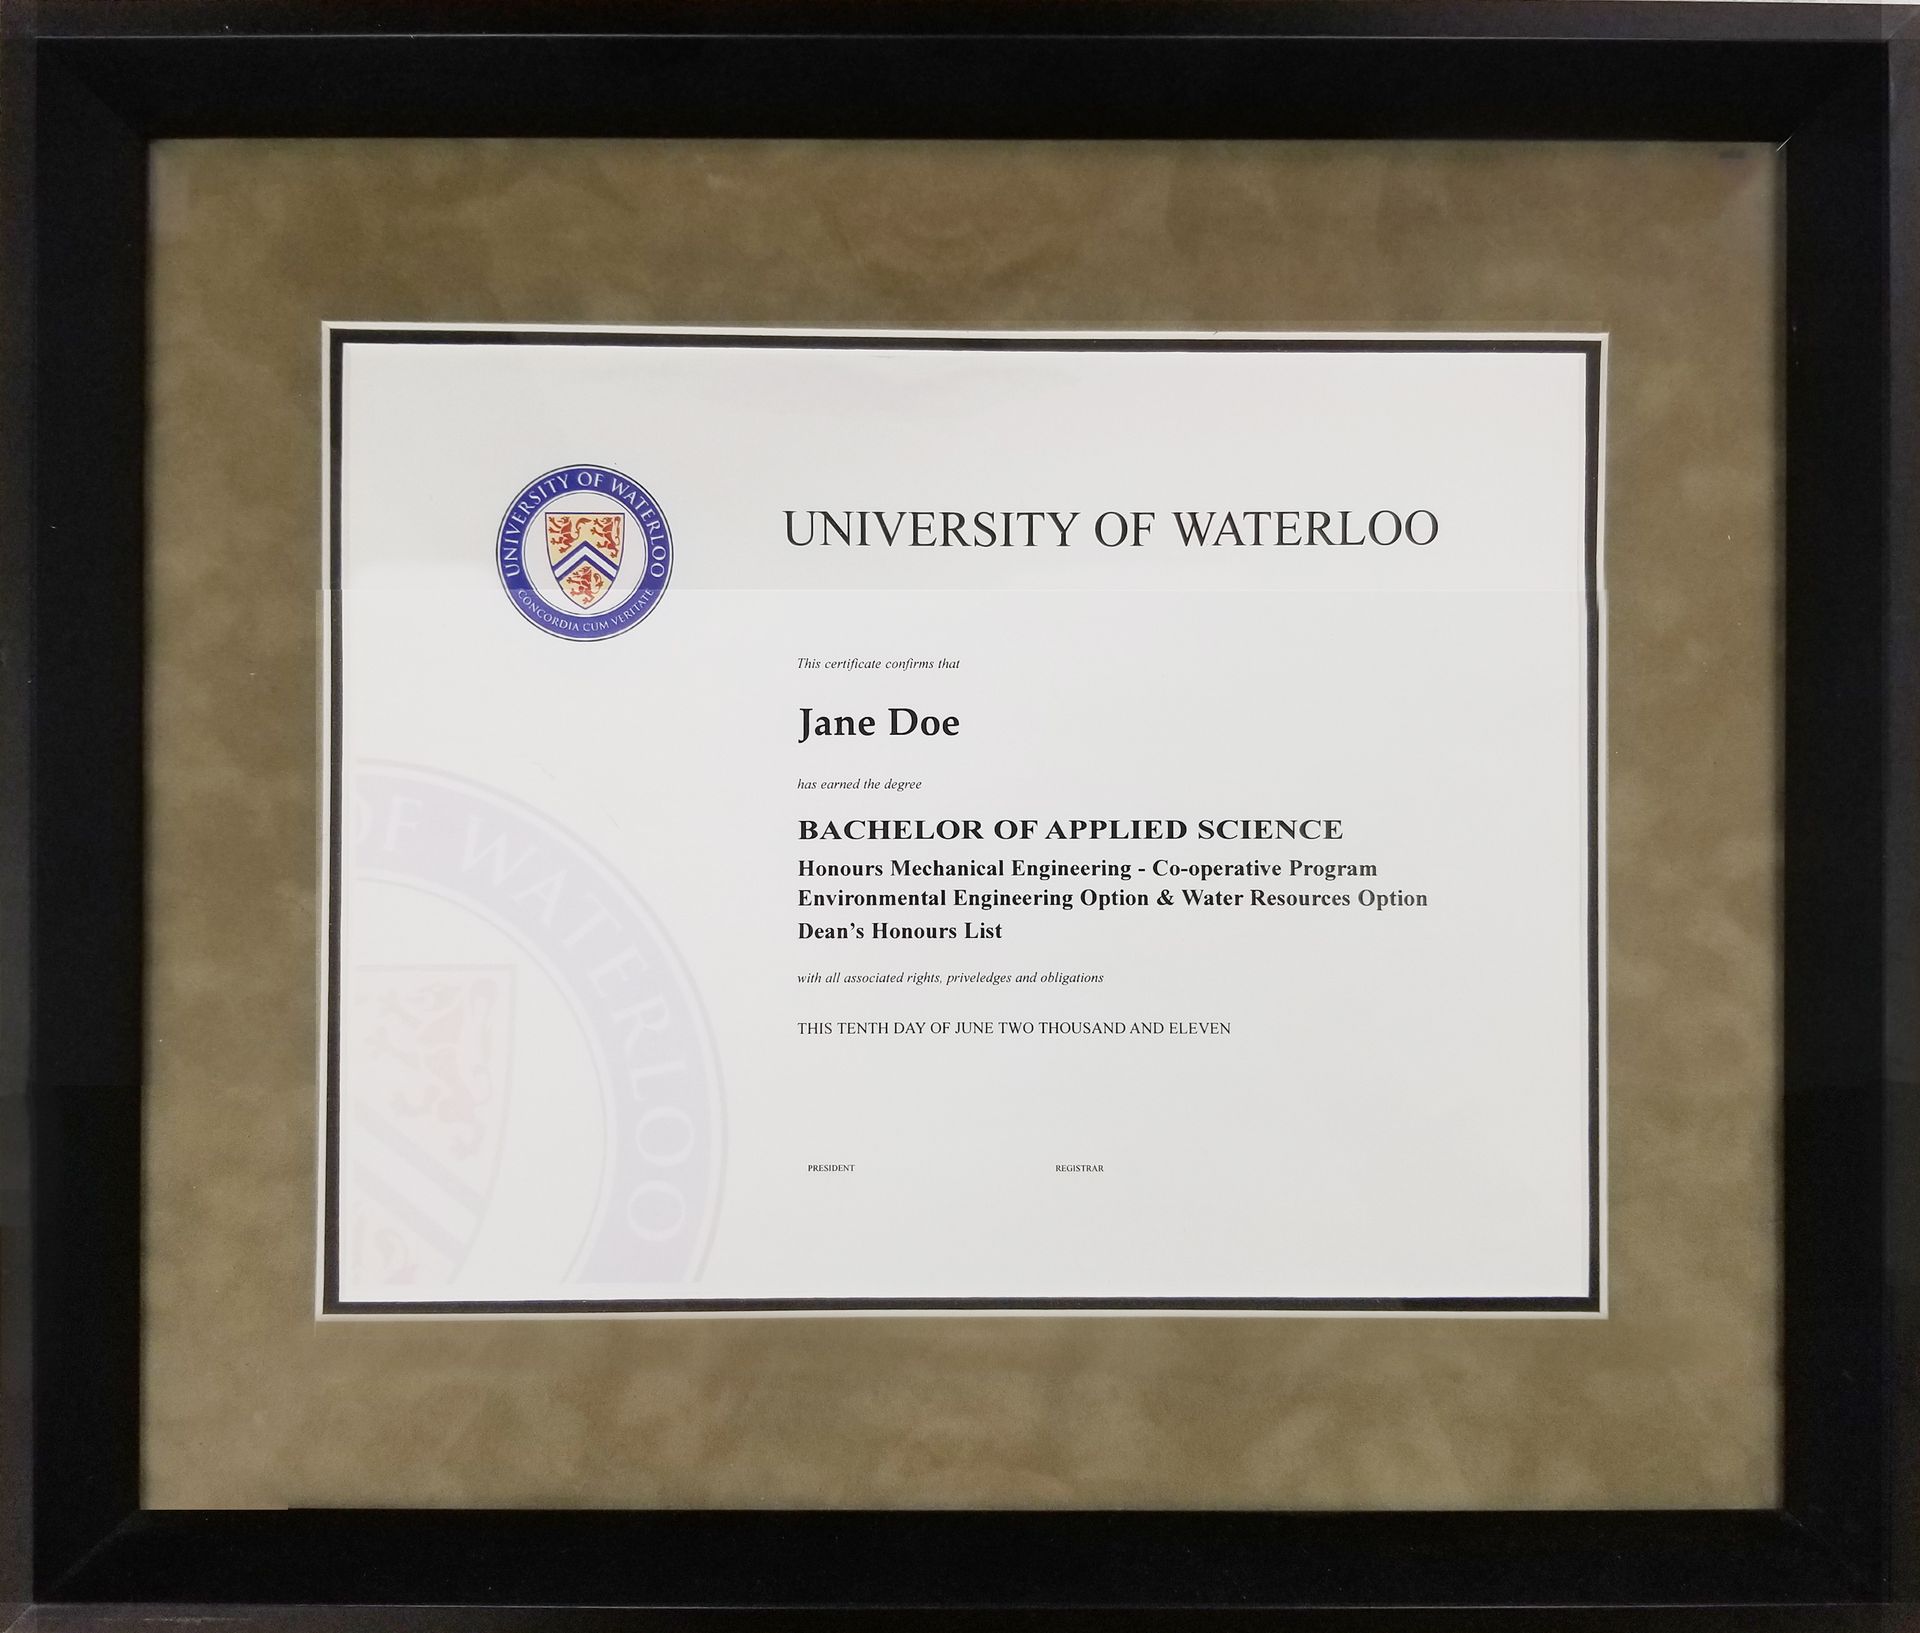 UNIVERSITY OF WATERLOO
CONCORDIA CUM VERITATE
UNIVERSITY OF WATERLOO
This certificate confirms that
Jane Doe
has earned the degree
BACHELOR OF APPLIED SCIENCE
Honours Mechanical Engineering - Co-operative Program
Environmental Engineering Option & Water Resources Option
Dean's Honours List
with all associated rights, priveledges and obligations
THIS TENTH DAY OF JUNE TWO THOUSAND AND ELEVEN
OF WATERLOO
PRESIDENT REGISTRAR